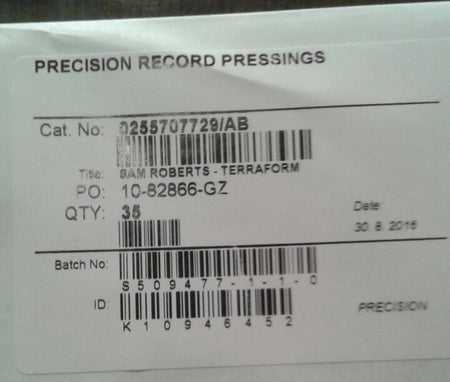 PRECISION RECORD PRESSINGS
Cat. No: 0255707729/AB
Title: SAM ROBERTS - TERRAFORM
PO: 10-82866-GZ
QTY: 35
Date
30. 8. 2016
Batch No:
S509477-1-1-0
ID:
K10946452
PRECISION